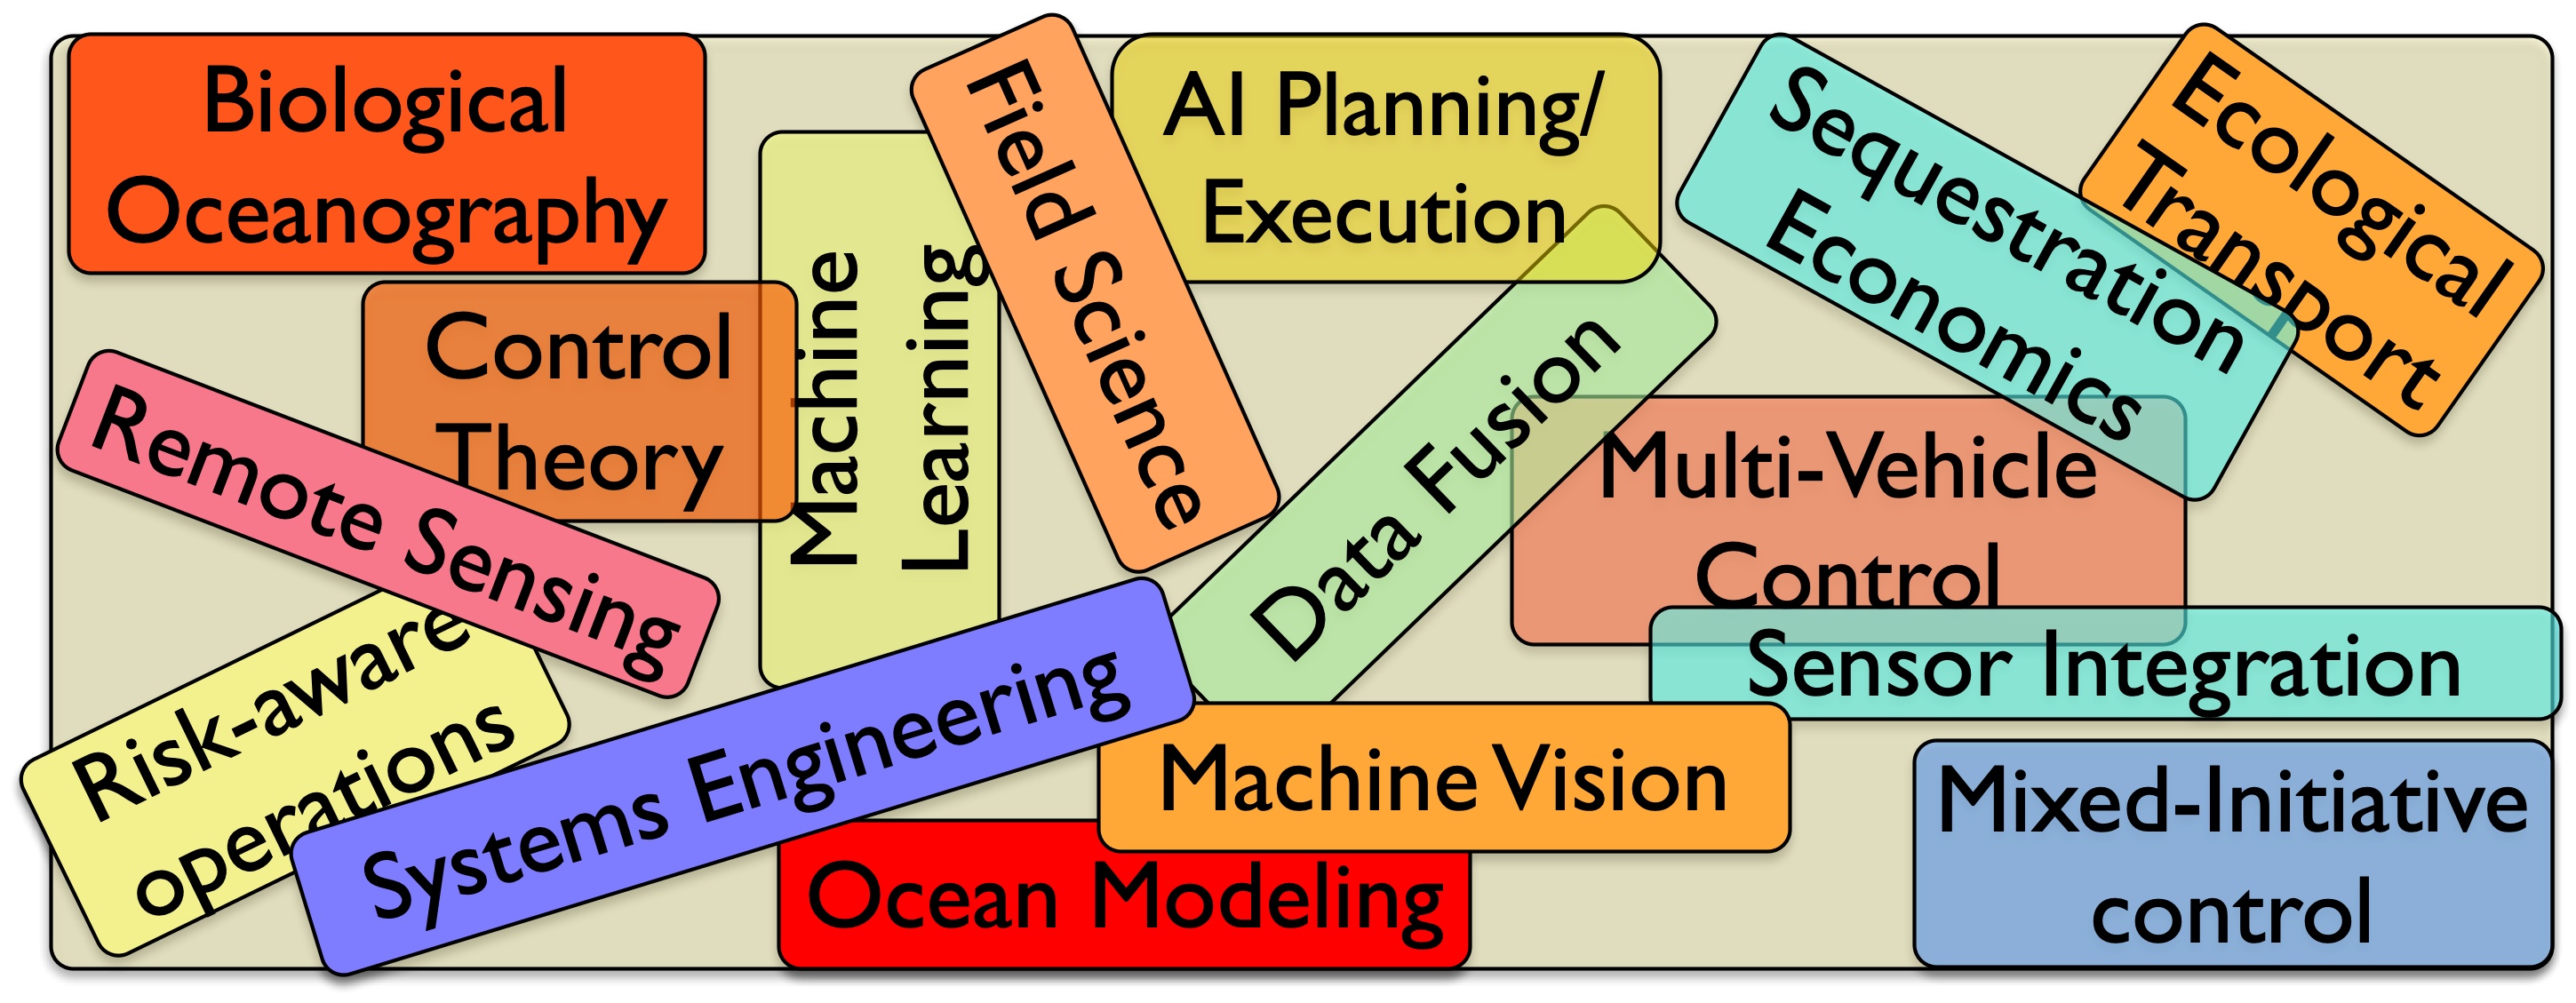 Biological
Oceanography
Field Science
AI Planning/
Execution
Sequestration
Economics
Ecological
Transport
Control
Theory
Machine
Learning
Remote Sensing
Data Fusion
Multi-Vehicle
Control
Risk-aware
operations
Systems Engineering
Sensor Integration
Machine Vision
Mixed-Initiative
control
Ocean Modeling